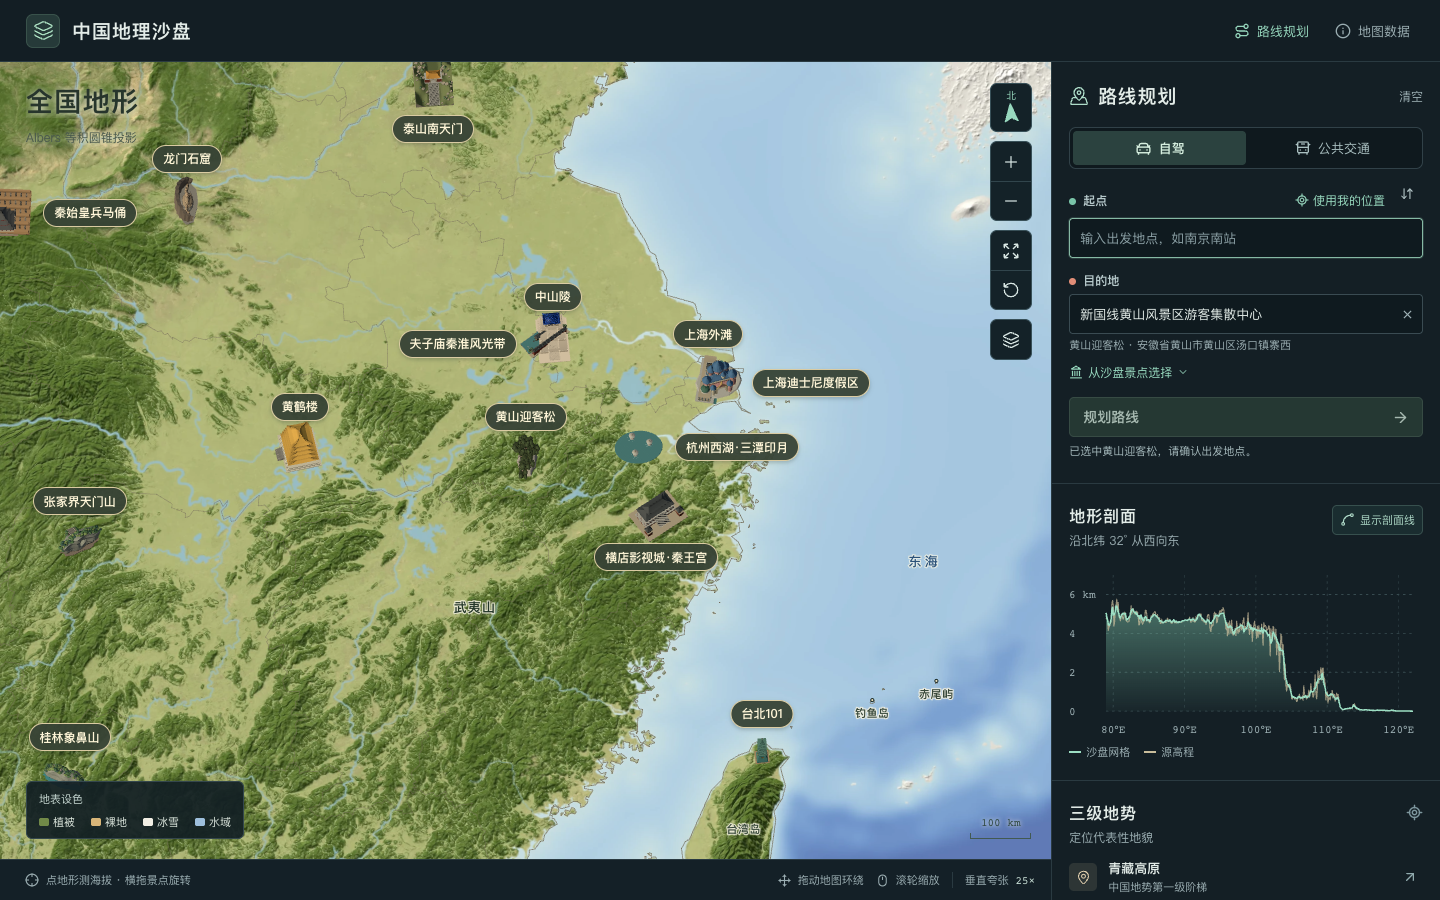 中国地理沙盘
路线规划
地图数据
全国地形
Albers 等积圆锥投影
泰山南天门
龙门石窟
秦始皇兵马俑
中山陵
夫子庙秦淮风光带
上海外滩
上海迪士尼度假区
黄鹤楼
黄山迎客松
杭州西湖·三潭印月
张家界天门山
横店影视城·秦王宫
东海
武夷山
赤尾屿
钓鱼岛
台北101
桂林象鼻山
台湾岛
北
100 km
地表设色
植被
裸地
冰雪
水域
点地形测海拔 · 横拖景点旋转
拖动地图环绕
滚轮缩放
垂直夸张 25×
路线规划
清空
自驾
公共交通
起点
使用我的位置
输入出发地点，如南京南站
目的地
新国线黄山风景区游客集散中心
黄山迎客松 · 安徽省黄山市黄山区汤口镇寨西
从沙盘景点选择
规划路线
已选中黄山迎客松，请确认出发地点。
地形剖面
显示剖面线
沿北纬 32° 从西向东
6 km
4
2
0
80°E
90°E
100°E
110°E
120°E
沙盘网格
源高程
三级地势
定位代表性地貌
青藏高原
中国地势第一级阶梯